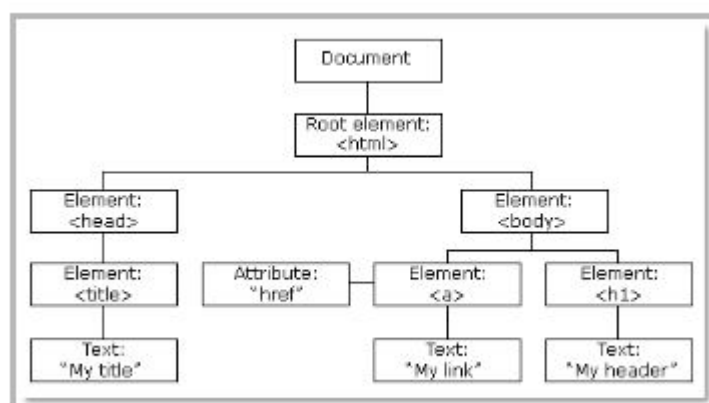 Document
Root element:
<html>
Element:
<head>
Element:
<body>
Element:
<title>
Attribute:
"href"
Element:
<a>
Element:
<h1>
Text:
"My title"
Text:
"My link"
Text:
"My header"